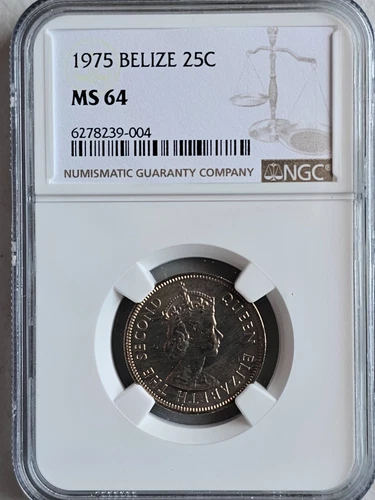 1975 BELIZE 25C
MS 64
6278239-004
NUMISMATIC GUARANTY COMPANY
NGC
QUEEN ELIZABETH THE SECOND